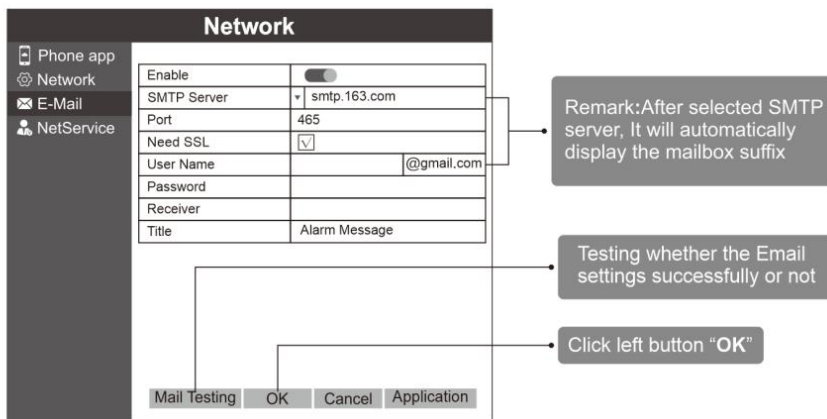 Network
Phone app
Network
E-Mail
NetService
Enable
SMTP Server smtp.163.com
Port 465
Need SSL
User Name @gmail.com
Password
Receiver
Title Alarm Message
Mail Testing OK Cancel Application
Remark:After selected SMTP
server, It will automatically
display the mailbox suffix
Testing whether the Email
settings successfully or not
Click left button “OK”